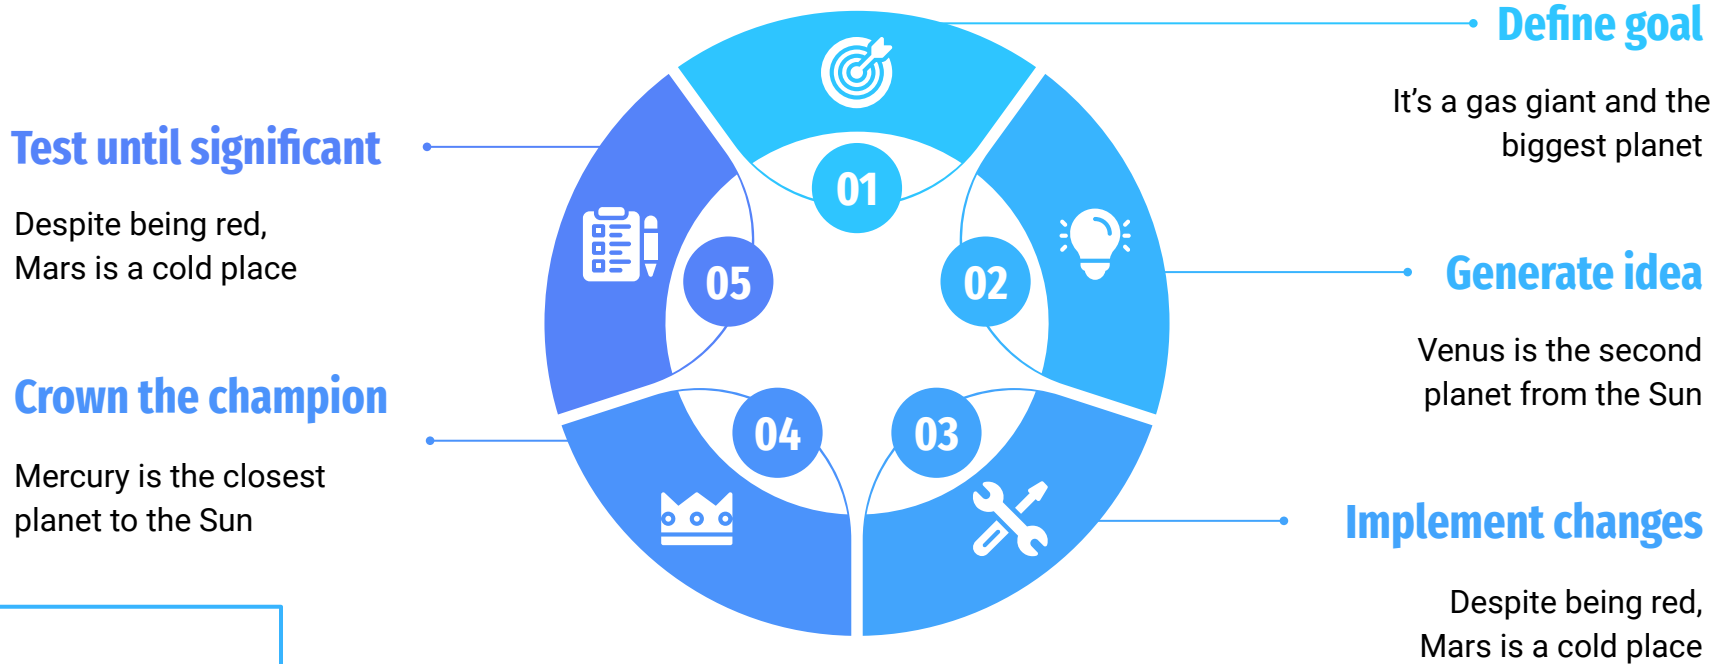 Define goal
It’s a gas giant and the
biggest planet
Test until significant
Despite being red,
Mars is a cold place
01
05
02
Generate idea
Venus is the second
planet from the Sun
Crown the champion
Mercury is the closest
planet to the Sun
04
03
Implement changes
Despite being red,
Mars is a cold place